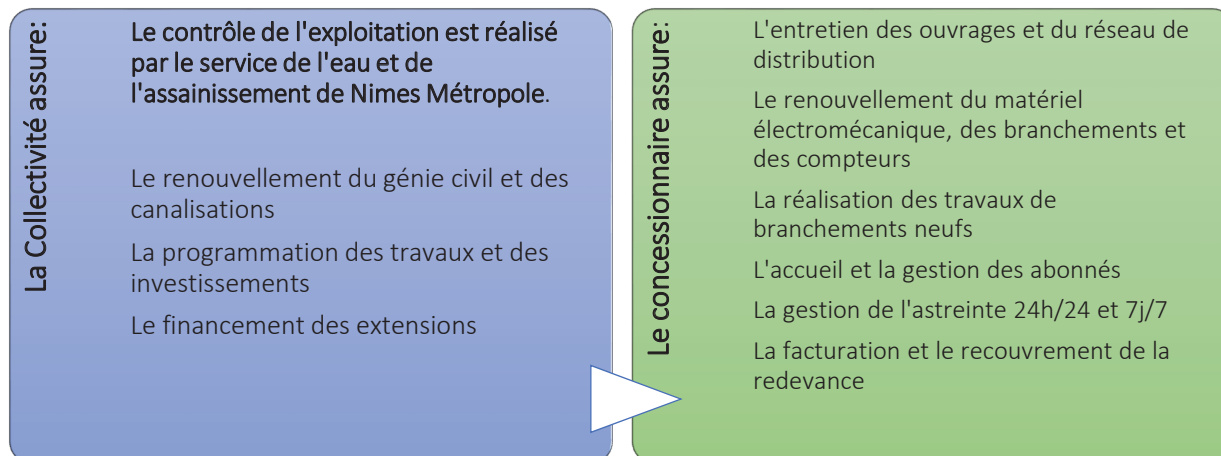 La Collectivité assure:
Le contrôle de l'exploitation est réalisé
par le service de l'eau et de
l'assainissement de Nimes Métropole.
Le renouvellement du génie civil et des
canalisations
La programmation des travaux et des
investissements
Le financement des extensions
Le concessionnaire assure:
L'entretien des ouvrages et du réseau de
distribution
Le renouvellement du matériel
électromécanique, des branchements et
des compteurs
La réalisation des travaux de
branchements neufs
L'accueil et la gestion des abonnés
La gestion de l'astreinte 24h/24 et 7j/7
La facturation et le recouvrement de la
redevance